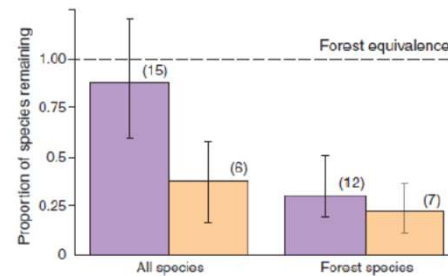 Proportion of species remaining
1.00
0.75
0.5
0.25
0
Forest equivalence
(15)
(6)
(12)
(7)
All species
Forest species